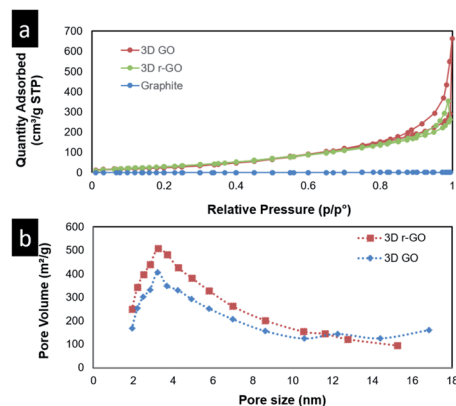 a
700
600
500
400
300
200
100
0
Quantity Adsorbed
(cm³/g STP)
3D GO
3D r-GO
Graphite
0 0.2 0.4 0.6 0.8 1
Relative Pressure (p/p°)
b
600
500
400
300
200
100
0
Pore Volume (m²/g)
3D r-GO
3D GO
0 2 4 6 8 10 12 14 16 18
Pore size (nm)